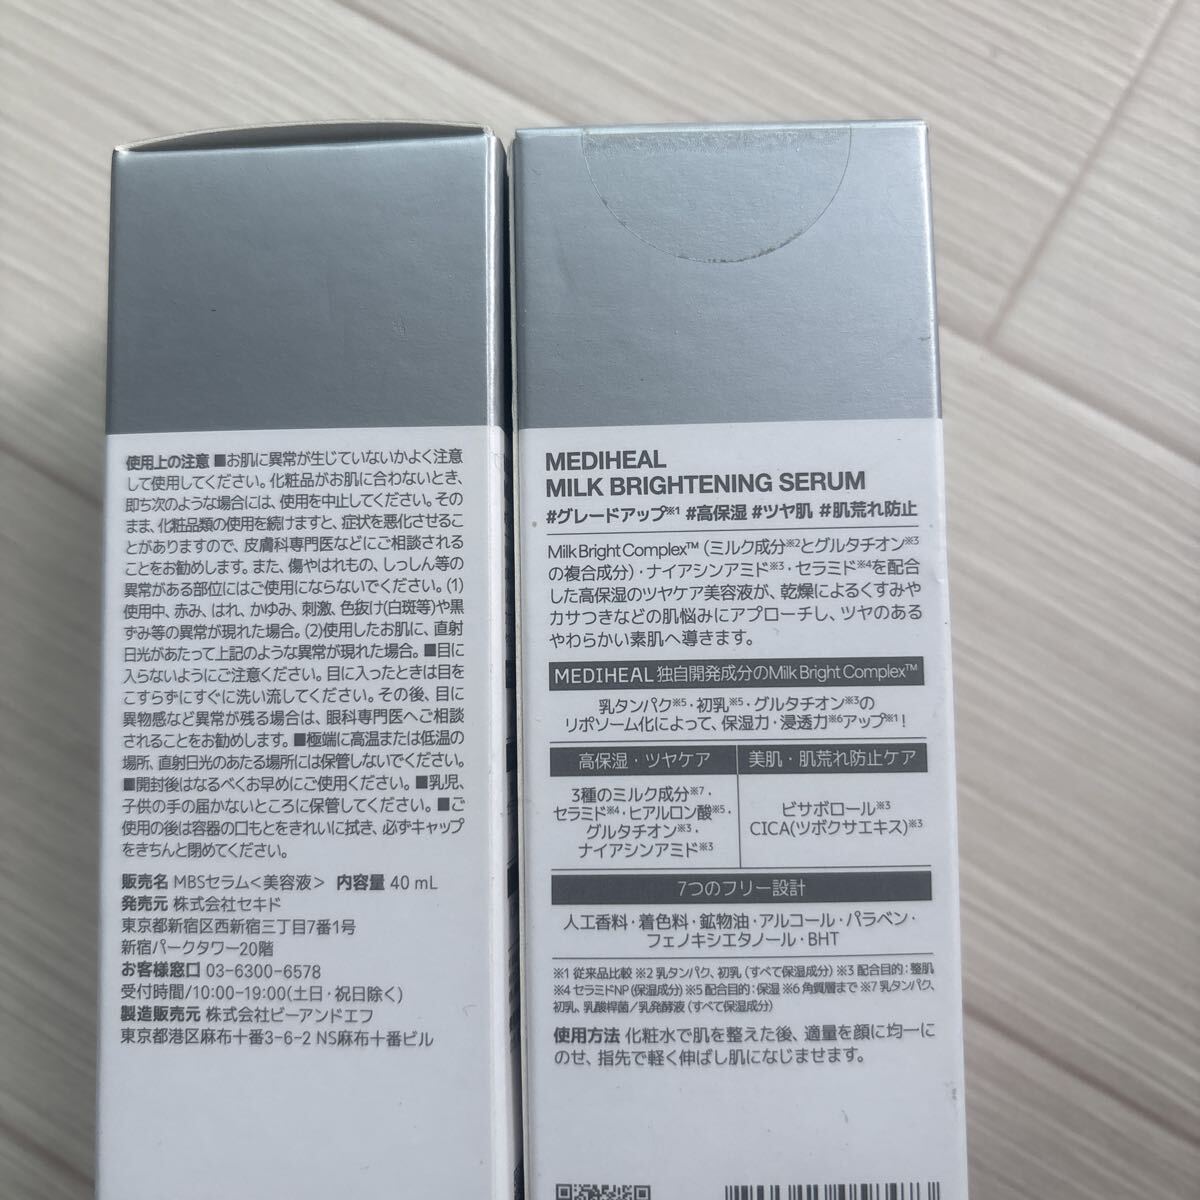 使用上の注意 ■お肌に異常が生じていないかよく注意
して使用してください。化粧品がお肌に合わないとき、
即ち次のような場合には、使用を中止してください。その
まま、化粧品類の使用を続けますと、症状を悪化させるこ
とがありますので、皮膚科専門医などにご相談される
ことをお勧めします。また、傷やはれもの、しっしん等の
異常がある部位にはご使用にならないでください。(1)
使用中、赤み、はれ、かゆみ、刺激、色抜け(白斑等)や黒
ずみ等の異常が現れた場合。(2)使用したお肌に、直射
日光があたって上記のような異常が現れた場合。■目に
入らないようにご注意ください。目に入ったときは目を
こすらずにすぐに洗い流してください。その後、目に
異物感など異常が残る場合は、眼科専門医へご相談
されることをお勧めします。■極端に高温または低温の
場所、直射日光のあたる場所には保管しないでください。
■開封後はなるべくお早めにご使用ください。■乳児、
子供の手の届かないところに保管してください。■ご
使用の後は容器の口もとをきれいに拭き、必ずキャップ
をきちんと閉めてください。
販売名 MBSセラム<美容液> 内容量 40 mL
発売元 株式会社セキド
東京都新宿区西新宿三丁目7番1号
新宿パークタワー20階
お客様窓口 03-6300-6578
受付時間/10:00-19:00(土日・祝日除く)
製造販売元 株式会社ビーアンドエフ
東京都港区麻布十番3-6-2 NS麻布十番ビル
MEDIHEAL
MILK BRIGHTENING SERUM
#グレードアップ※1 #高保湿 #ツヤ肌 #肌荒れ防止
Milk Bright Complex™ (ミルク成分※2とグルタチオン※3
の複合成分)・ナイアシンアミド※3・セラミド※4を配合
した高保湿のツヤケア美容液が、乾燥によるくすみや
カサつきなどの肌悩みにアプローチし、ツヤのある
やわらかい素肌へ導きます。
MEDIHEAL 独自開発成分のMilk Bright Complex™
乳タンパク※5・初乳※5・グルタチオン※3の
リポソーム化によって、保湿力・浸透力※6アップ※1!
高保湿・ツヤケア
3種のミルク成分※7・
セラミド※4・ヒアルロン酸※5・
グルタチオン※3・
ナイアシンアミド※3
美肌・肌荒れ防止ケア
ビサボロール※3
CICA(ツボクサエキス)※3
7つのフリー設計
人工香料・着色料・鉱物油・アルコール・パラベン・
フェノキシエタノール・BHT
※1 従来品比較 ※2 乳タンパク、初乳 (すべて保湿成分) ※3 配合目的:整肌
※4 セラミドNP (保湿成分) ※5 配合目的:保湿 ※6 角質層まで ※7 乳タンパク、
初乳、乳酸桿菌/乳発酵液 (すべて保湿成分)
使用方法 化粧水で肌を整えた後、適量を顔に均一に
のせ、指先で軽く伸ばし肌になじませます。